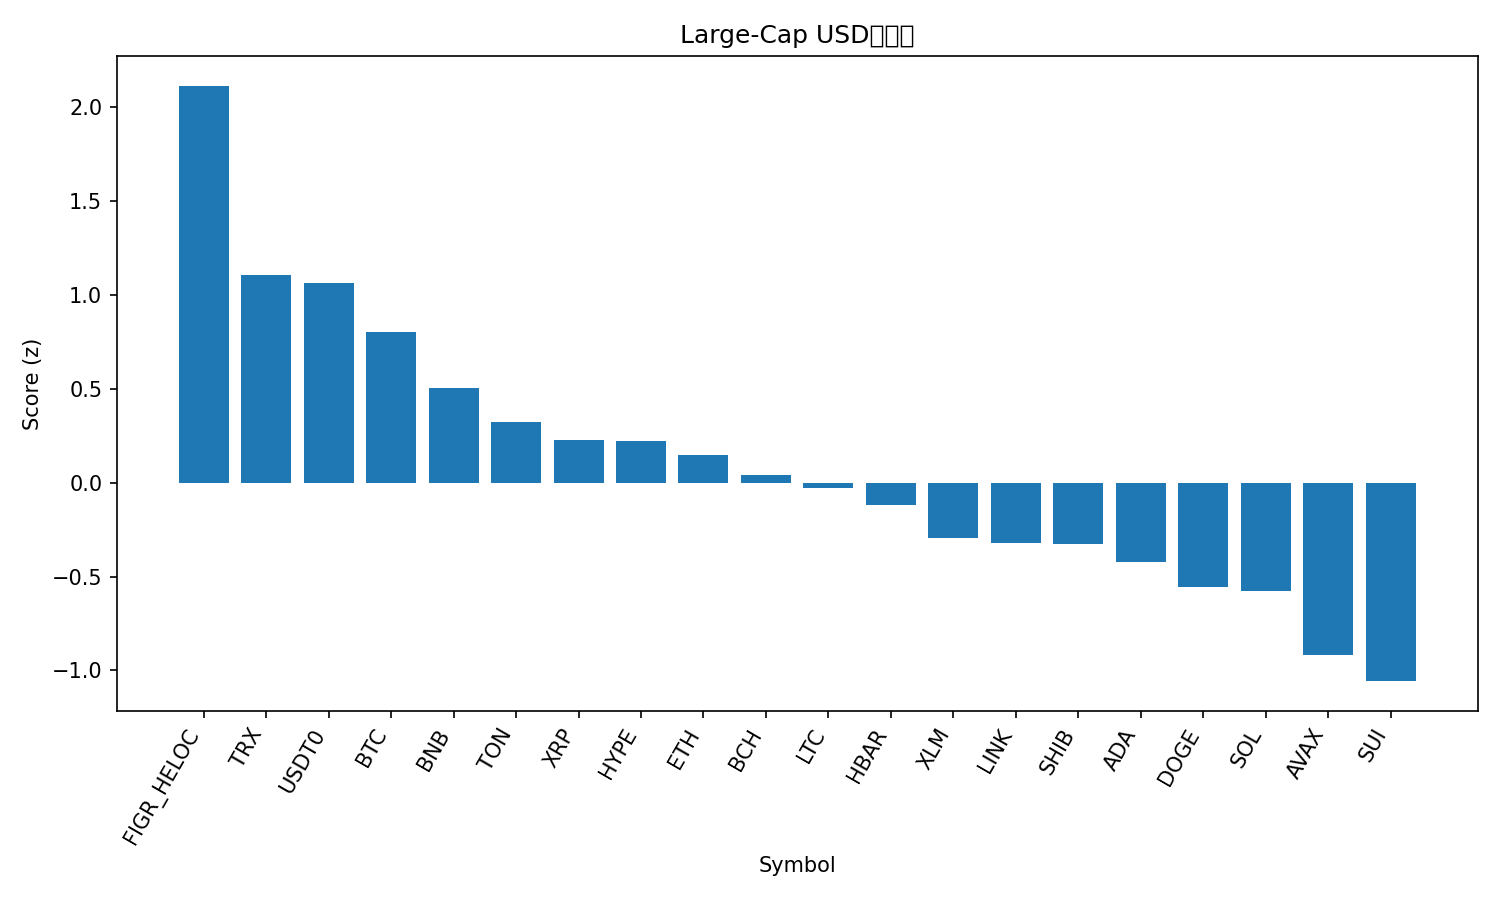 Large-Cap USD
Score (z)
2.0
1.5
1.0
0.5
0.0
−0.5
−1.0
FIGR_HELOC
TRX
USDT0
BTC
BNB
TON
XRP
HYPE
ETH
BCH
LTC
HBAR
XLM
LINK
SHIB
ADA
DOGE
SOL
AVAX
SUI
Symbol